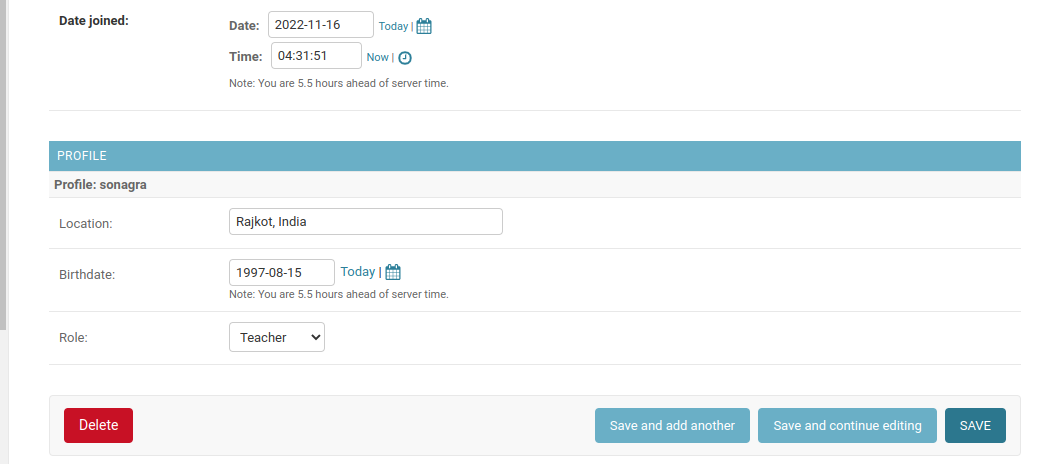 Date joined:
Date: 2022-11-16 Today |
Time: 04:31:51 Now |
Note: You are 5.5 hours ahead of server time.
PROFILE
Profile: sonagra
Location: Rajkot, India
Birthdate: 1997-08-15 Today |
Note: You are 5.5 hours ahead of server time.
Role: Teacher
Delete Save and add another Save and continue editing SAVE